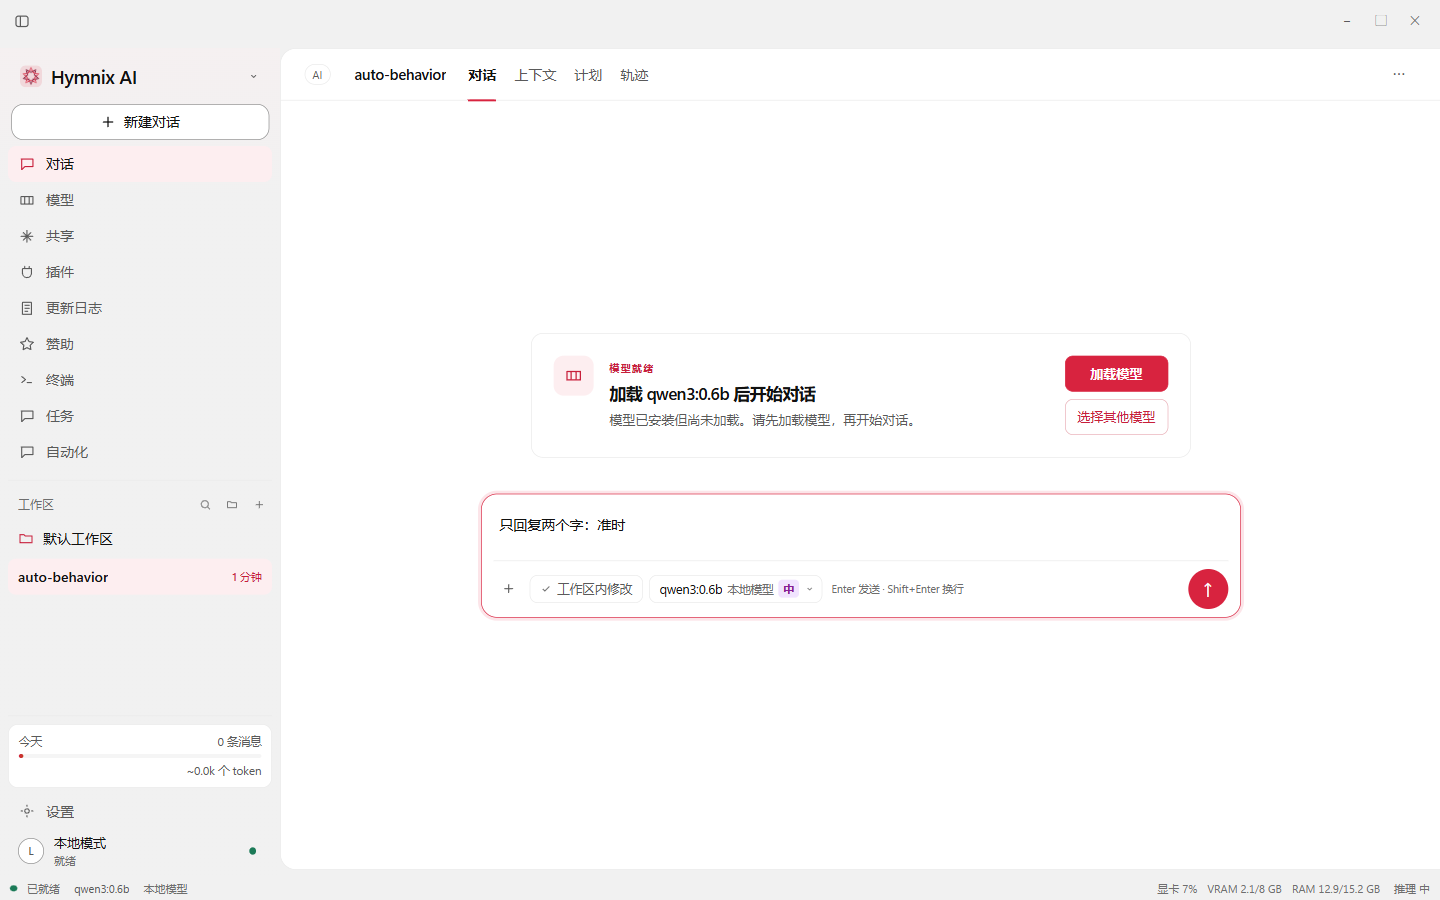 Hymnix AI
新建对话
对话
模型
共享
插件
更新日志
赞助
终端
任务
自动化
工作区
默认工作区
auto-behavior 1 分钟
今天 0 条消息
~0.0k 个 token
设置
L 本地模式
就绪
AI auto-behavior 对话 上下文 计划 轨迹 ···
模型就绪
加载 qwen3:0.6b 后开始对话
模型已安装但尚未加载。请先加载模型，再开始对话。
加载模型
选择其他模型
只回复两个字：准时
工作区内修改 qwen3:0.6b 本地模型 中 Enter 发送 · Shift+Enter 换行
已就绪 qwen3:0.6b 本地模型 显卡 7% VRAM 2.1/8 GB RAM 12.9/15.2 GB 推理 中